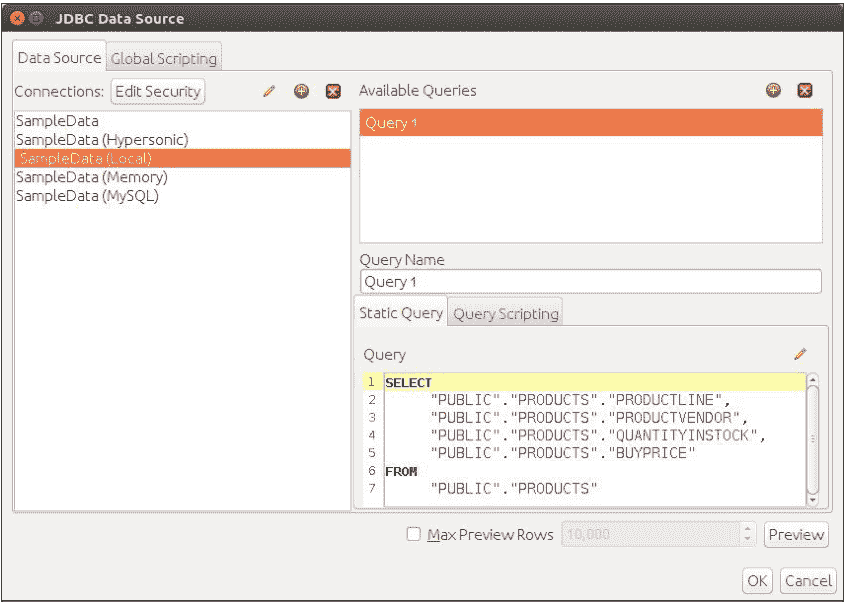 JDBC Data Source
Data Source Global Scripting
Connections: Edit Security
SampleData
SampleData (Hypersonic)
SampleData (Local)
SampleData (Memory)
SampleData (MySQL)
Available Queries
Query 1
Query Name
Query 1
Static Query Query Scripting
Query
1 SELECT
2 "PUBLIC"."PRODUCTS"."PRODUCTLINE",
3 "PUBLIC"."PRODUCTS"."PRODUCTVENDOR",
4 "PUBLIC"."PRODUCTS"."QUANTITYINSTOCK",
5 "PUBLIC"."PRODUCTS"."BUYPRICE"
6 FROM
7 "PUBLIC"."PRODUCTS"
Max Preview Rows 10,000 Preview
OK Cancel